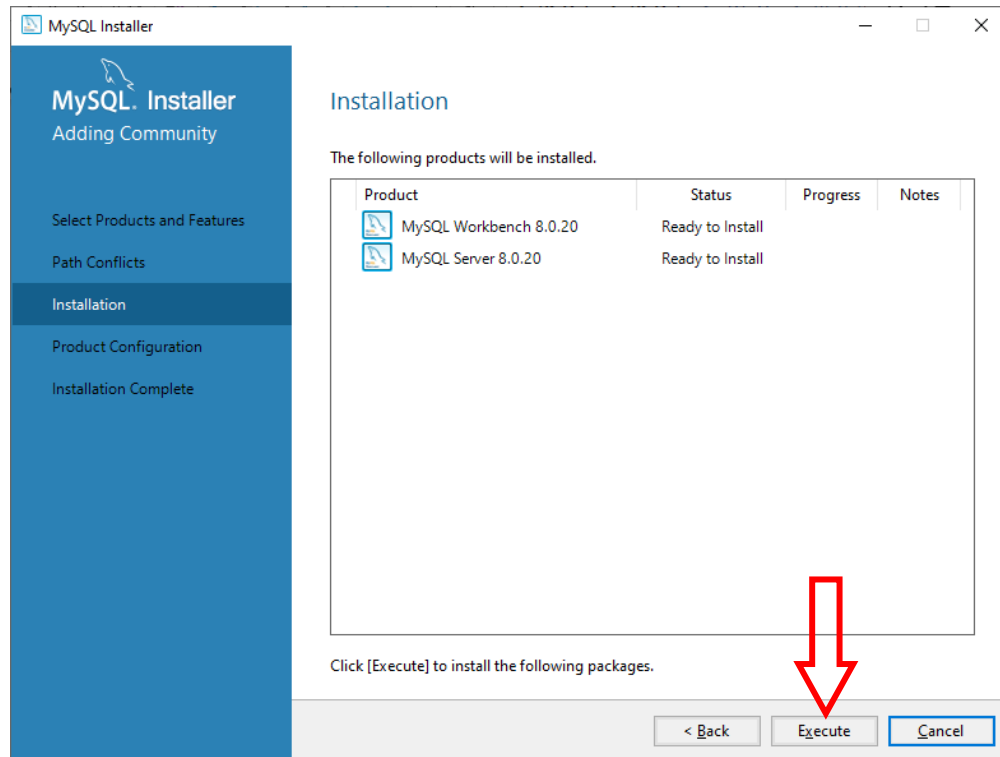 MySQL Installer
MySQL. Installer
Adding Community
Select Products and Features
Path Conflicts
Installation
Product Configuration
Installation Complete
Installation
The following products will be installed.
Product Status Progress Notes
MySQL Workbench 8.0.20 Ready to Install
MySQL Server 8.0.20 Ready to Install
Click [Execute] to install the following packages.
< Back Execute Cancel